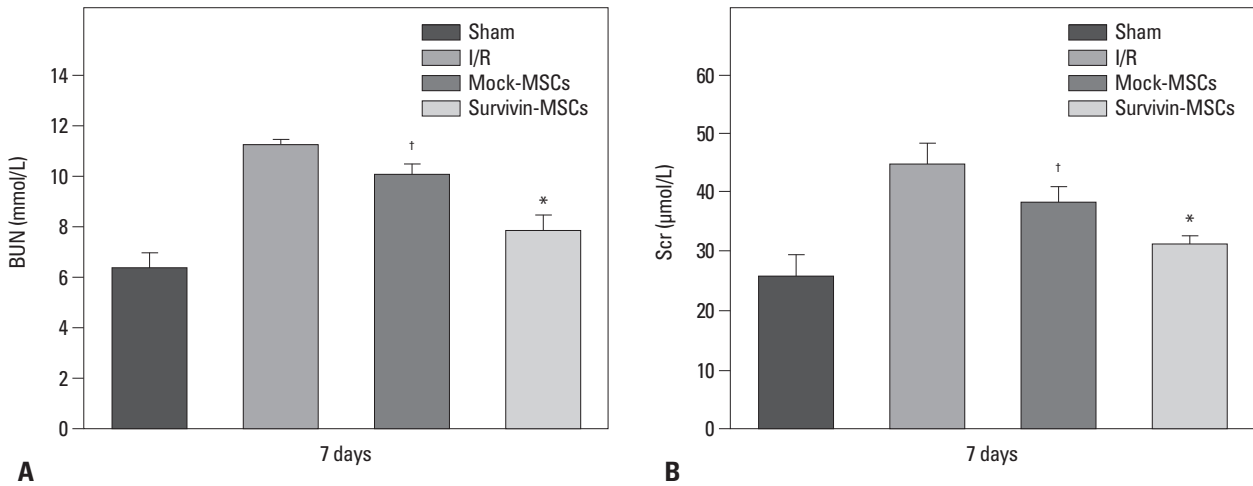 Sham
I/R
Mock-MSCs
Survivin-MSCs
BUN (mmol/L)
14
12
10
8
6
4
2
0
†
*
7 days
A
Sham
I/R
Mock-MSCs
Survivin-MSCs
Scr (µmol/L)
60
50
40
30
20
10
0
†
*
7 days
B